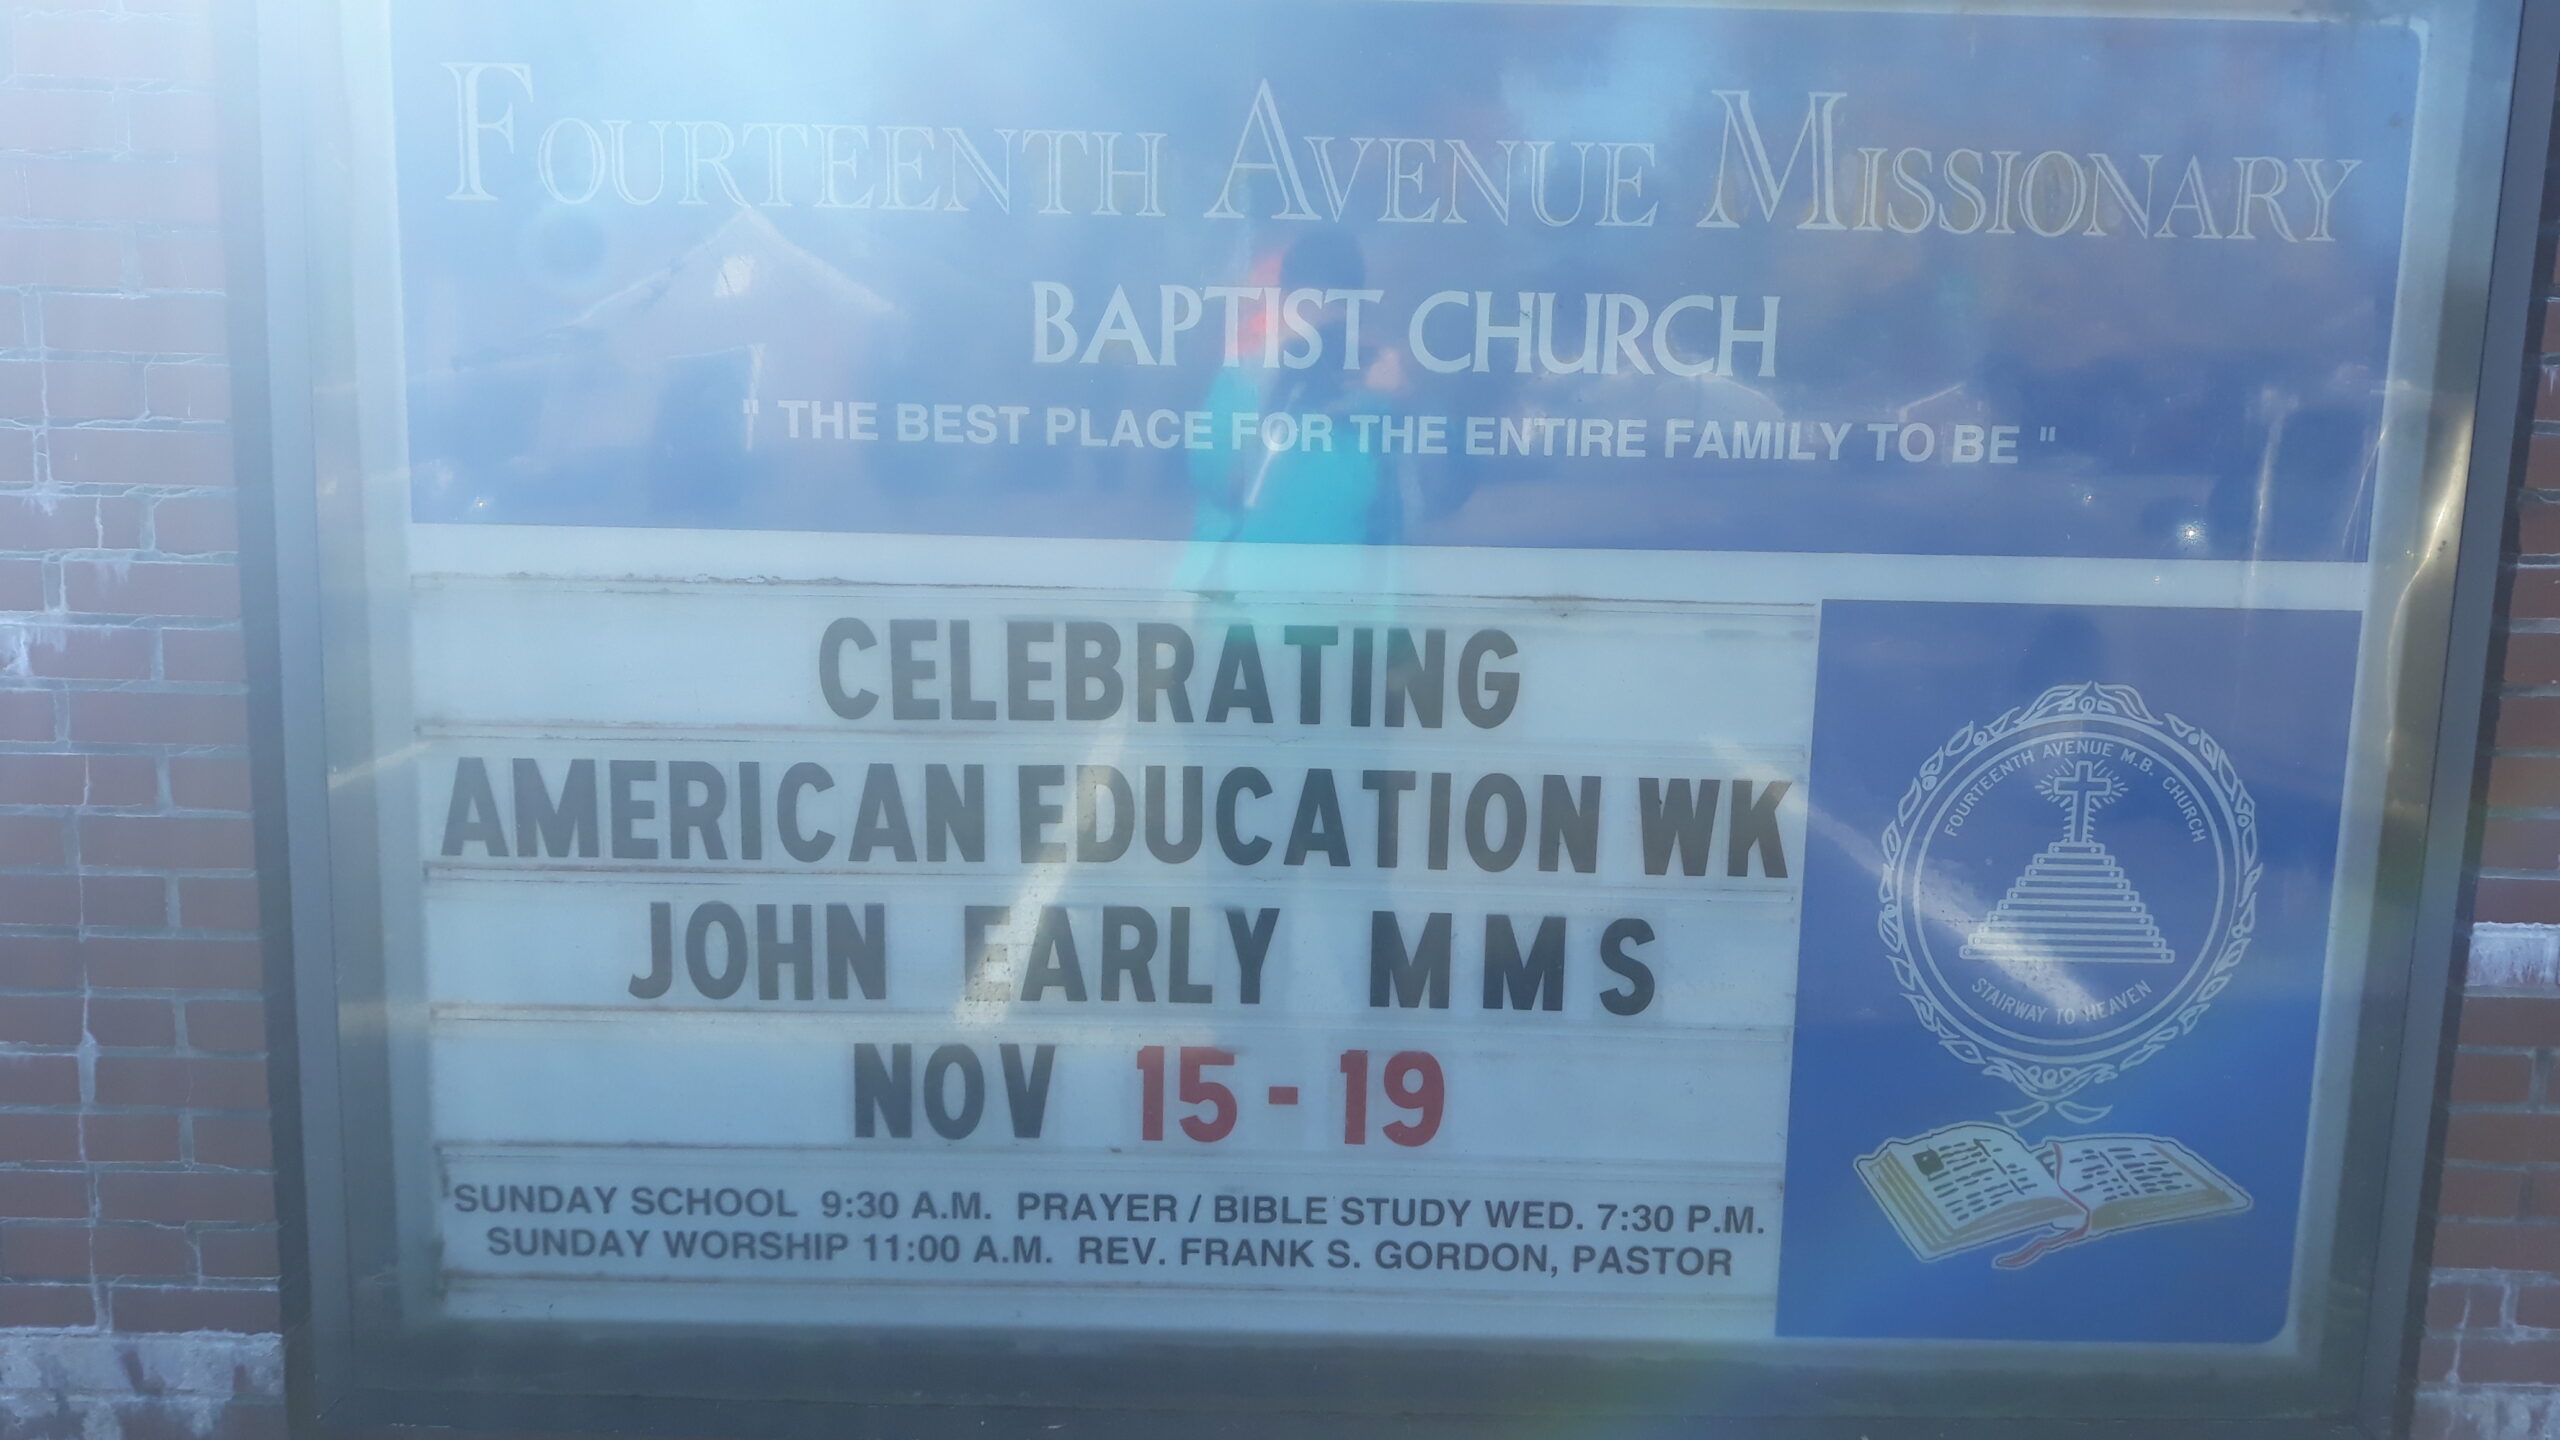 FOURTEENTH AVENUE MISSIONARY
BAPTIST CHURCH
" THE BEST PLACE FOR THE ENTIRE FAMILY TO BE "
CELEBRATING
AMERICAN EDUCATION WK
JOHN EARLY MMS
NOV 15 - 19
SUNDAY SCHOOL 9:30 A.M. PRAYER / BIBLE STUDY WED. 7:30 P.M.
SUNDAY WORSHIP 11:00 A.M. REV. FRANK S. GORDON, PASTOR
FOURTEENTH AVENUE M.B. CHURCH
STAIRWAY TO HEAVEN